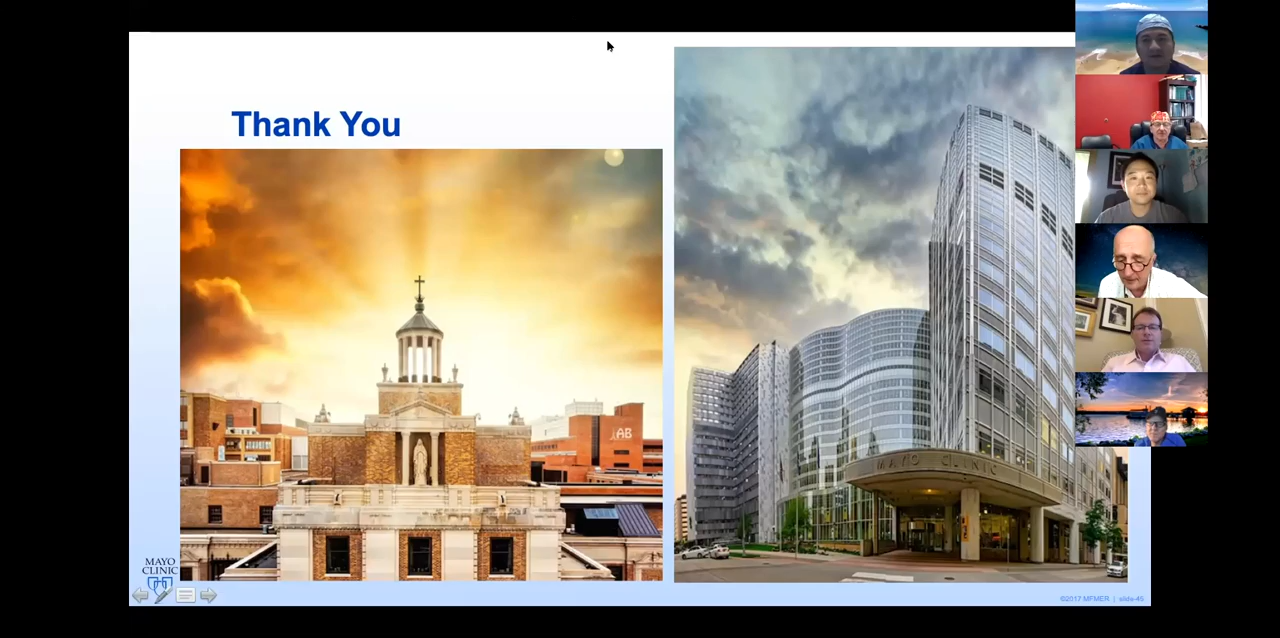 Thank You
AB
MAYO CLINIC
MAYO
CLINIC
©2017 MFMER | slide-45